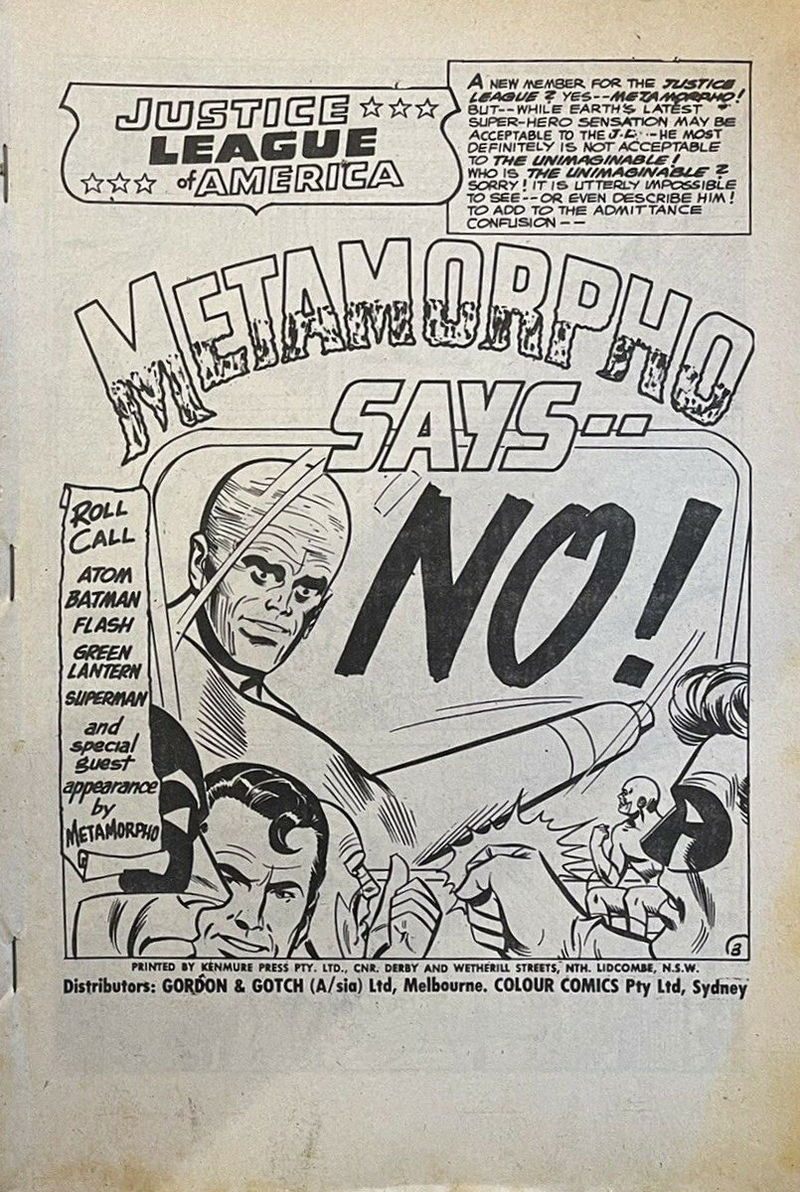 JUSTICE
LEAGUE
of AMERICA
A NEW MEMBER FOR THE JUSTICE
LEAGUE? YES--METAMORPHO!
BUT--WHILE EARTH'S LATEST
SUPER-HERO SENSATION MAY BE
ACCEPTABLE TO THE J.L. --HE MOST
DEFINITELY IS NOT ACCEPTABLE
TO THE UNIMAGINABLE!
WHO IS THE UNIMAGINABLE?
SORRY! IT IS UTTERLY IMPOSSIBLE
TO SEE--OR EVEN DESCRIBE HIM!
TO ADD TO THE ADMITTANCE
CONFUSION--
METAMORPHO
SAYS--
NO!
ROLL
CALL
ATOM
BATMAN
FLASH
GREEN
LANTERN
SUPERMAN
and
special
guest
appearance
by
METAMORPHO
3
PRINTED BY KENMURE PRESS PTY. LTD., CNR. DERBY AND WETHERILL STREETS, NTH. LIDCOMBE, N.S.W.
Distributors: GORDON & GOTCH (A/sia) Ltd, Melbourne. COLOUR COMICS Pty Ltd, Sydney